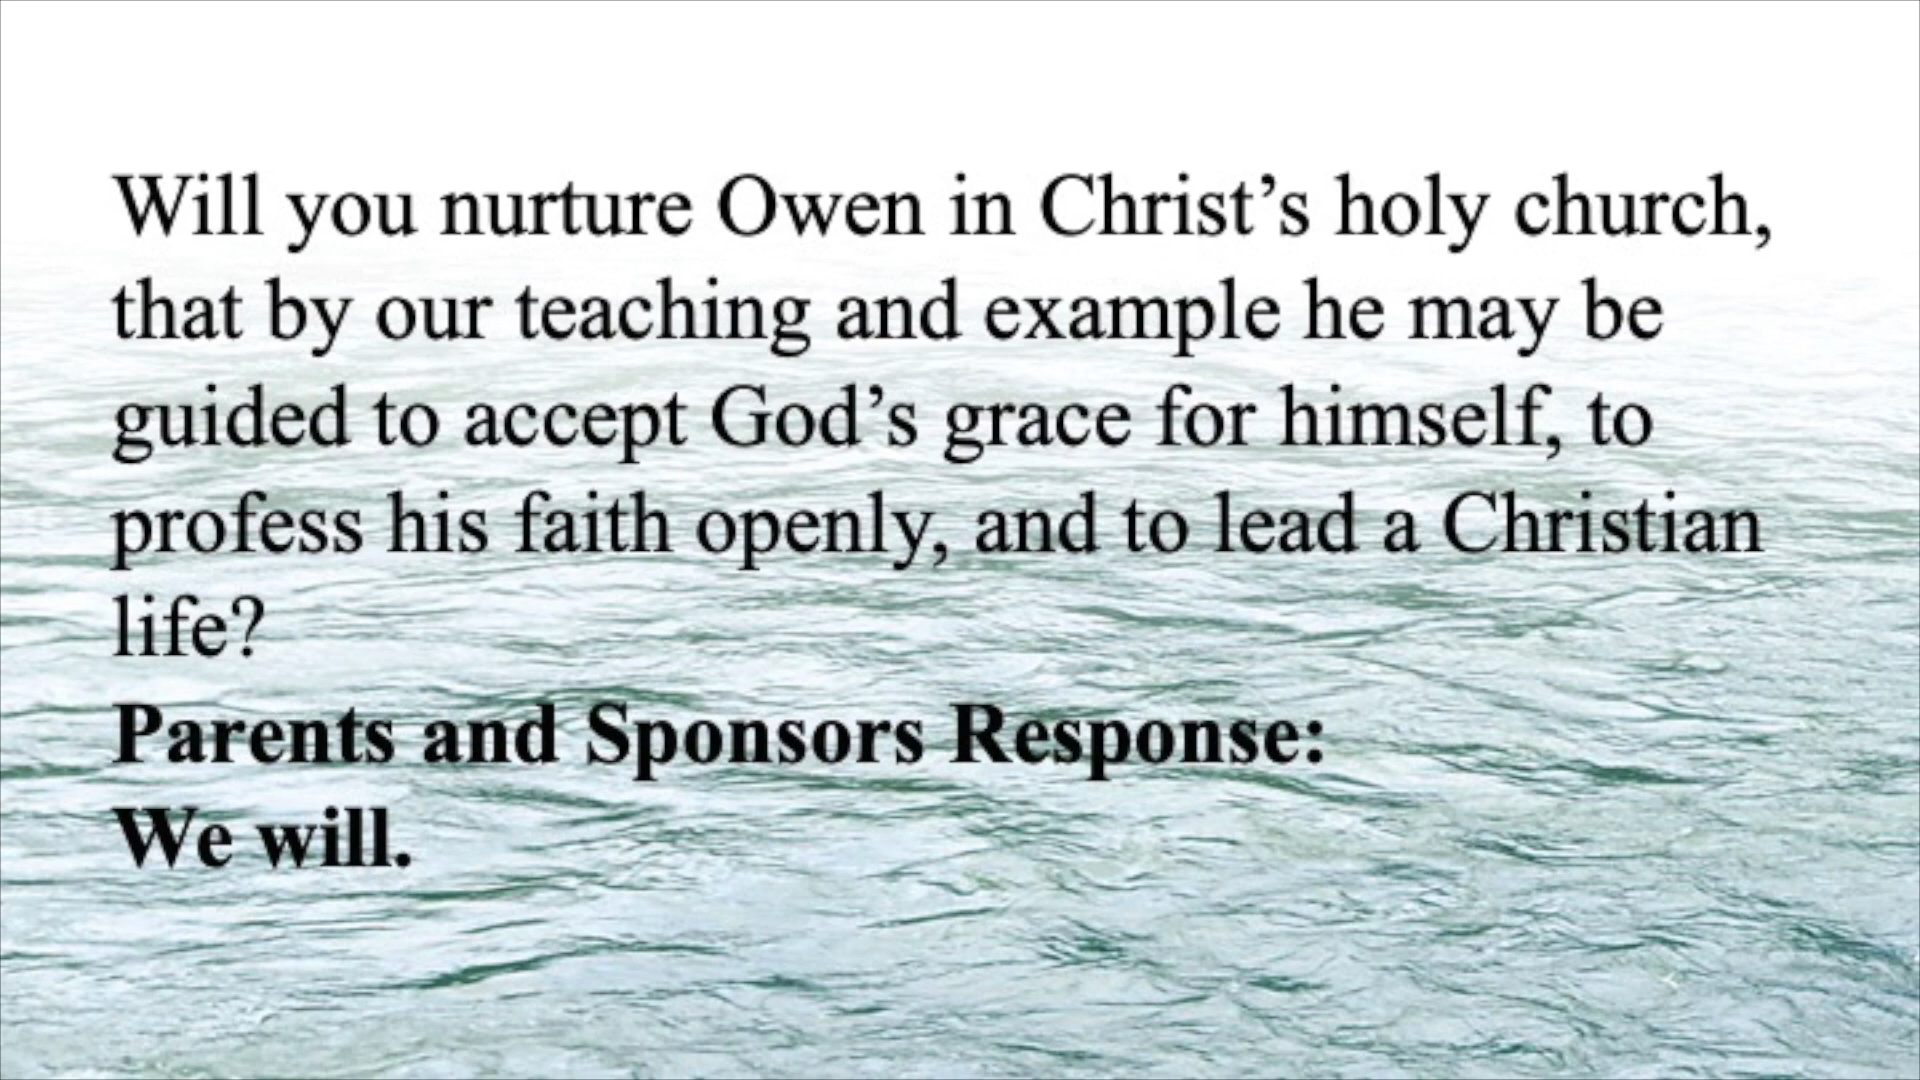 Will you nurture Owen in Christ’s holy church,
that by our teaching and example he may be
guided to accept God’s grace for himself, to
profess his faith openly, and to lead a Christian
life?
Parents and Sponsors Response:
We will.